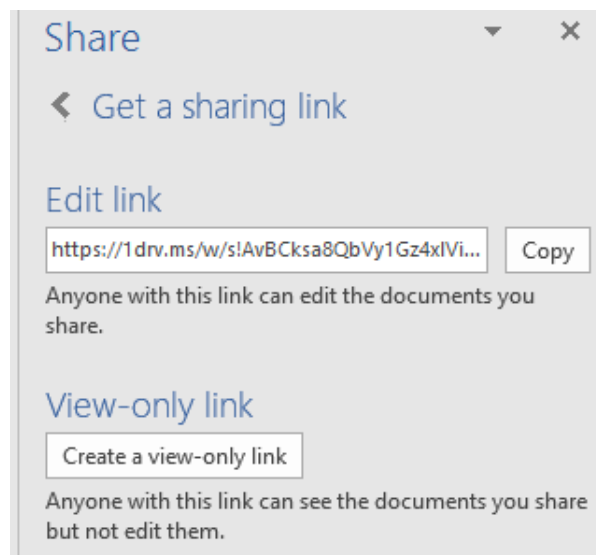 Share
Get a sharing link
Edit link
https://1drv.ms/w/s!AvBCksa8QbVy1Gz4xlVi... Copy
Anyone with this link can edit the documents you
share.
View-only link
Create a view-only link
Anyone with this link can see the documents you share
but not edit them.